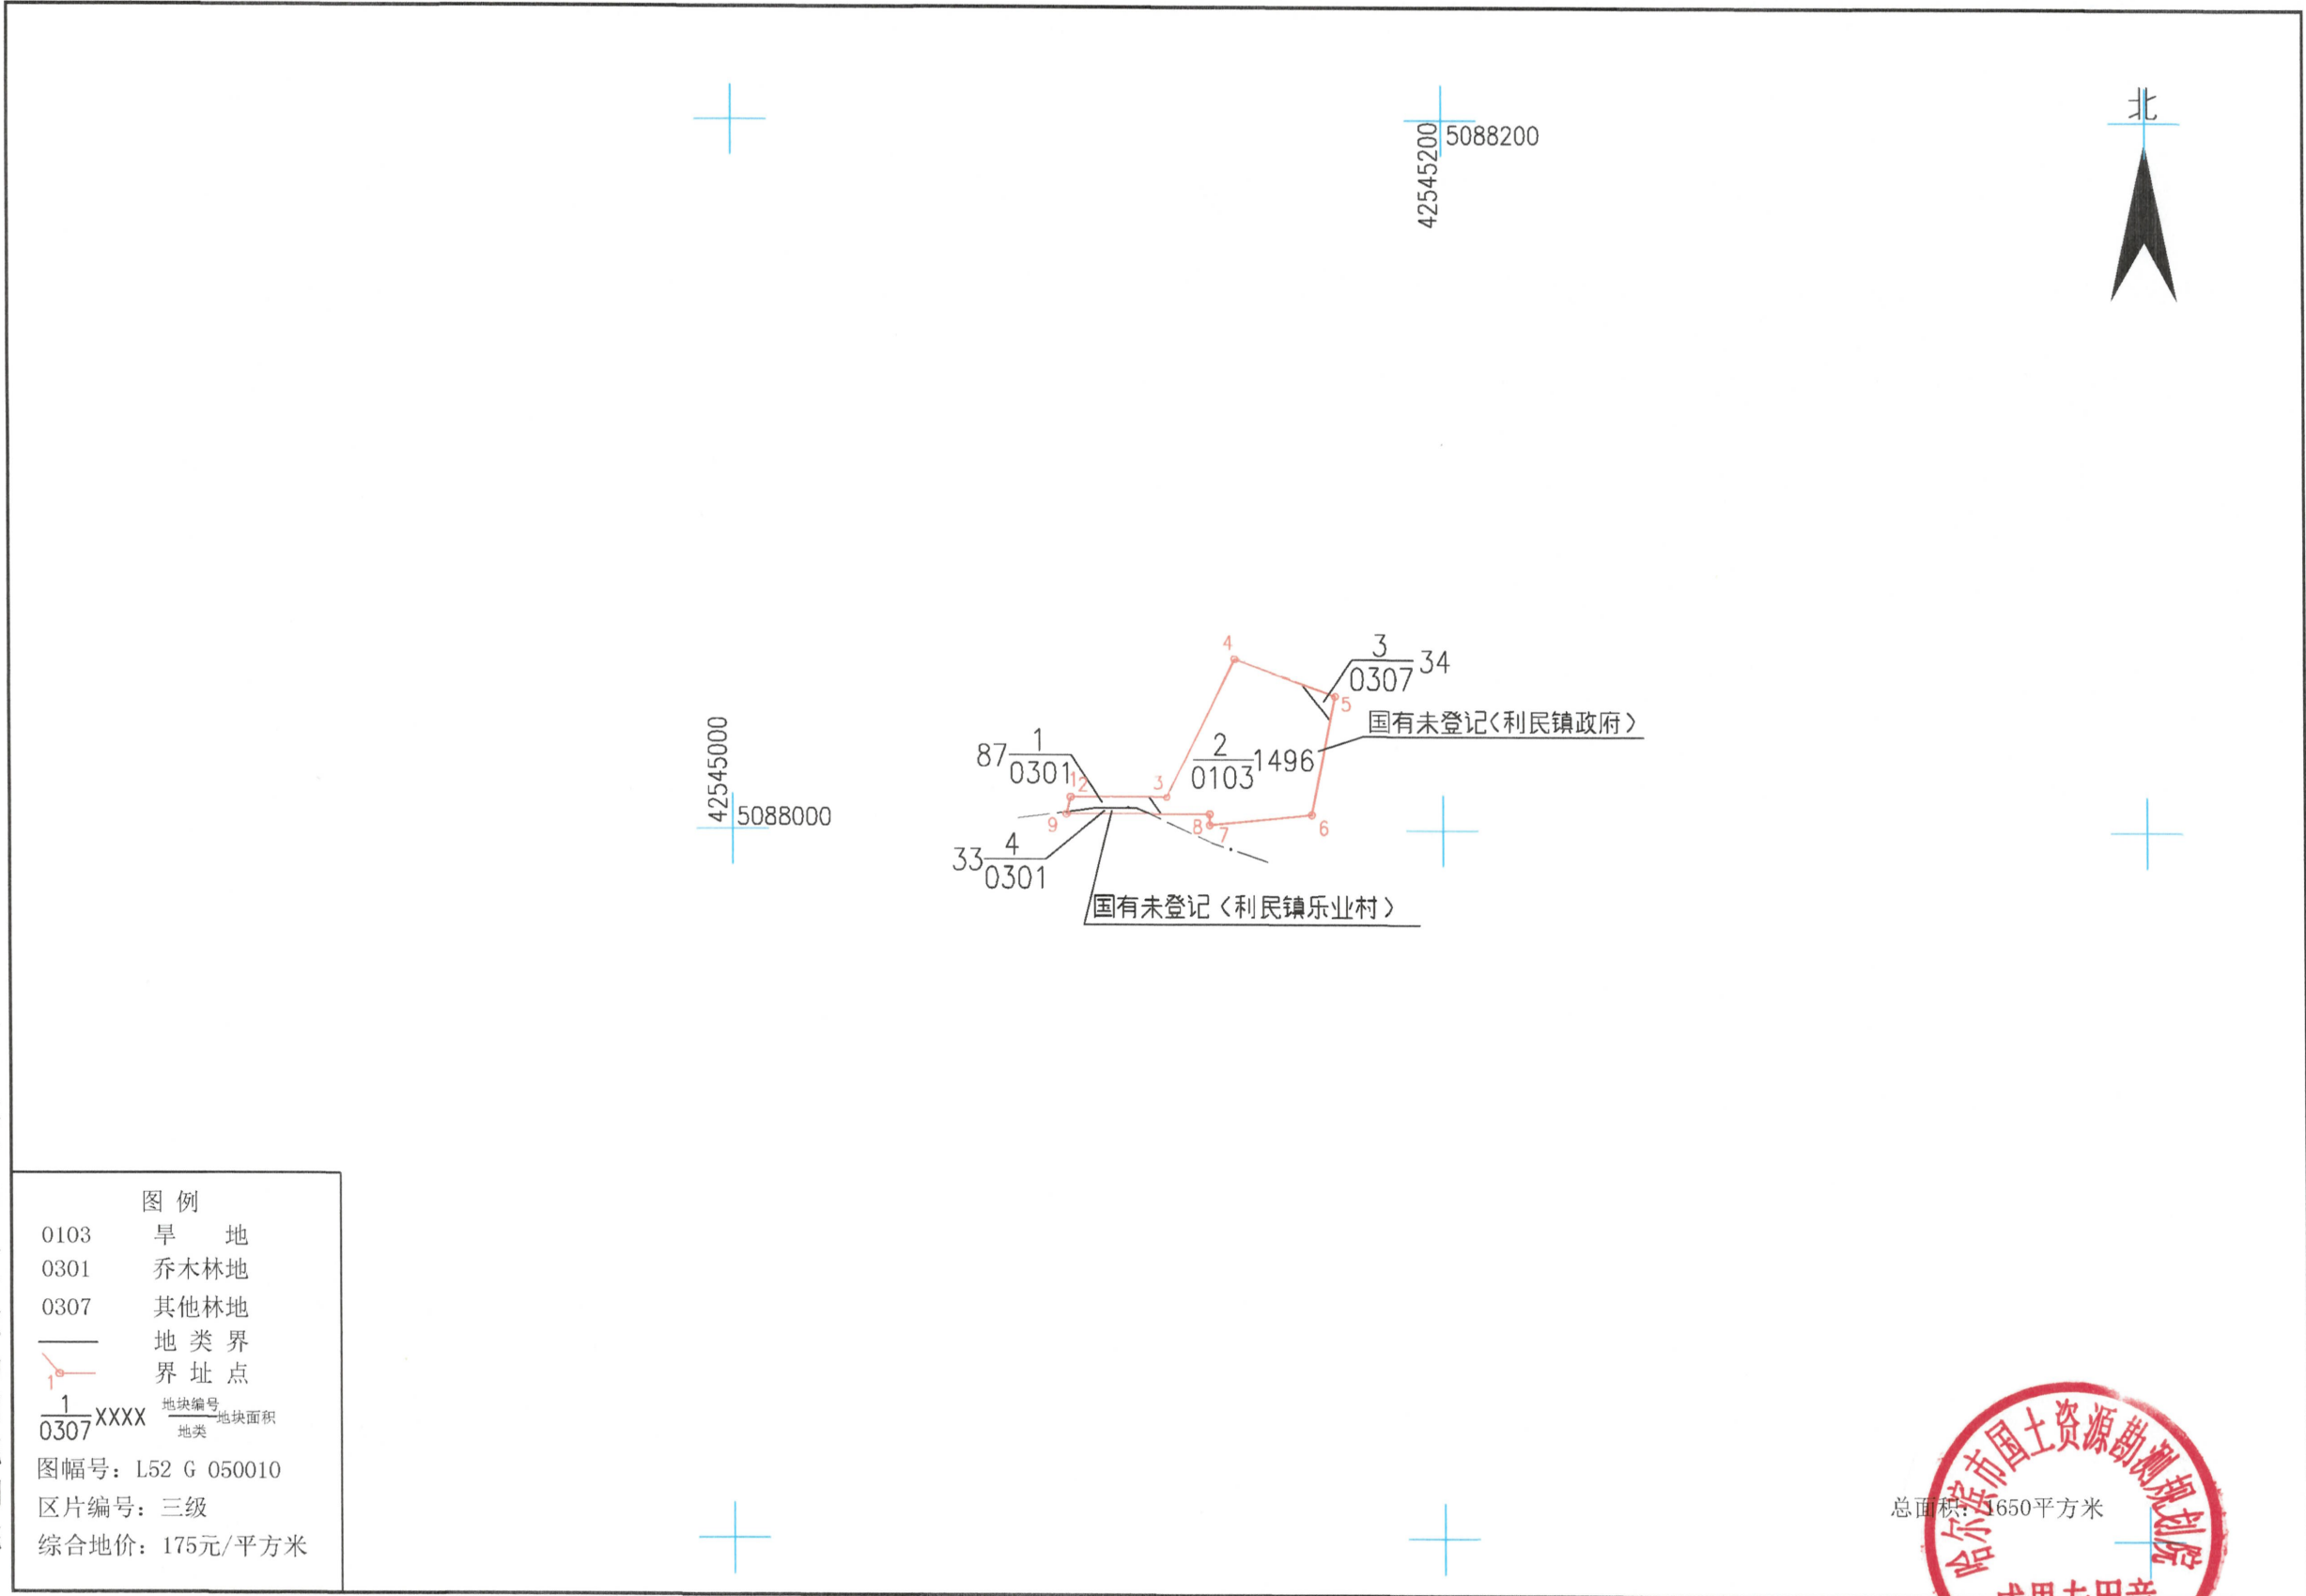 北
5088200
42545200
4
3
0307
34
5
国有未登记〈利民镇政府〉
2
0103
1496
87
1
0301
1
2
3
42545000
5088000
9
8
7
6
33
4
0301
国有未登记〈利民镇乐业村〉
图 例
0103 旱 地
0301 乔木林地
0307 其他林地
地 类 界
1 界 址 点
1
0307
XXXX
地块编号
地类
地块面积
图幅号：L52 G 050010
区片编号：三级
综合地价：175元/平方米
总面积：1650平方米
哈尔滨市国土资源勘测规划院